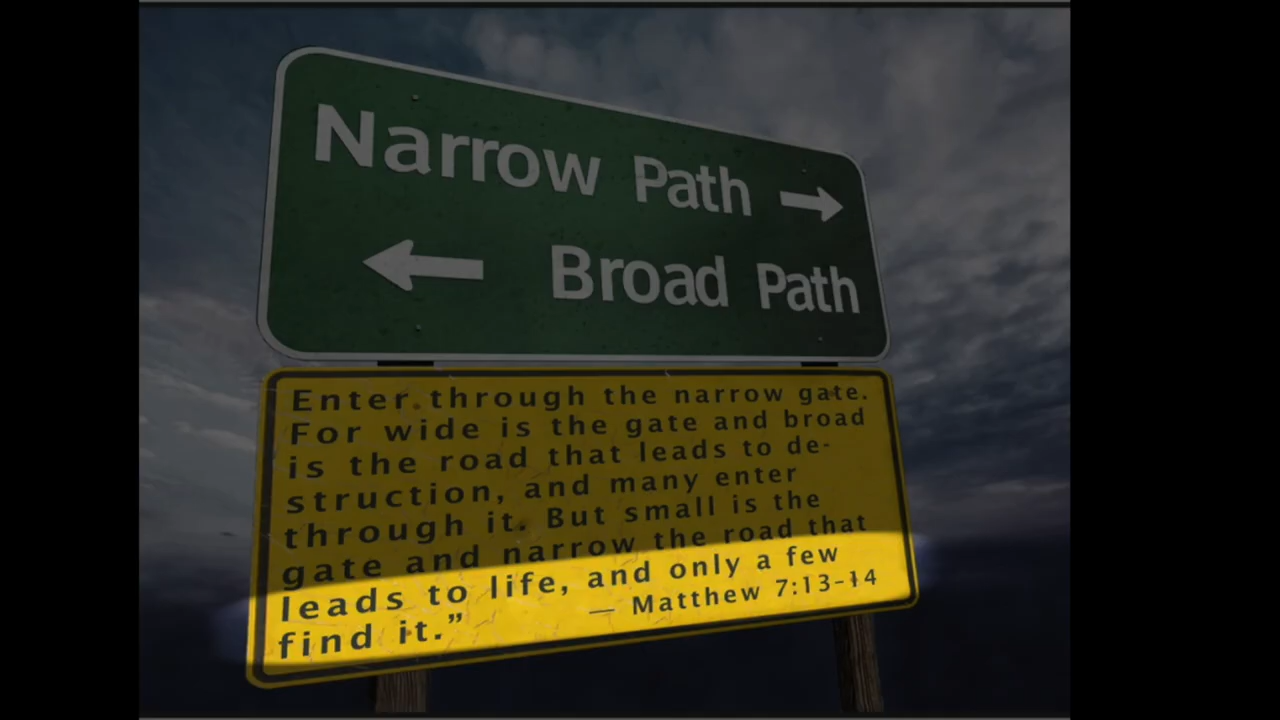 Narrow Path →
← Broad Path
Enter through the narrow gate.
For wide is the gate and broad
is the road that leads to de-
struction, and many enter
through it. But small is the
gate and narrow the road that
leads to life, and only a few
find it.”
— Matthew 7:13-14